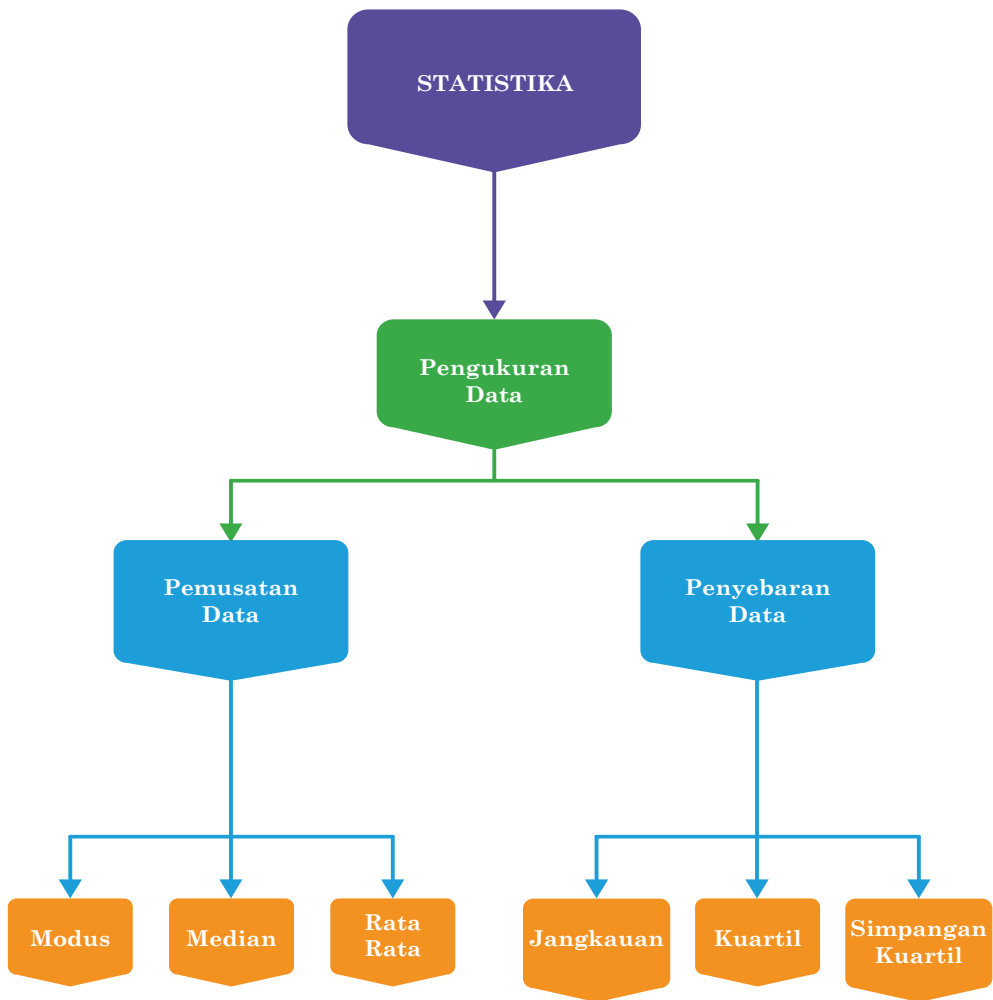 STATISTIKA
Pengukuran
Data
Pemusatan
Data
Penyebaran
Data
Modus
Median
Rata
Rata
Jangkauan
Kuartil
Simpangan
Kuartil